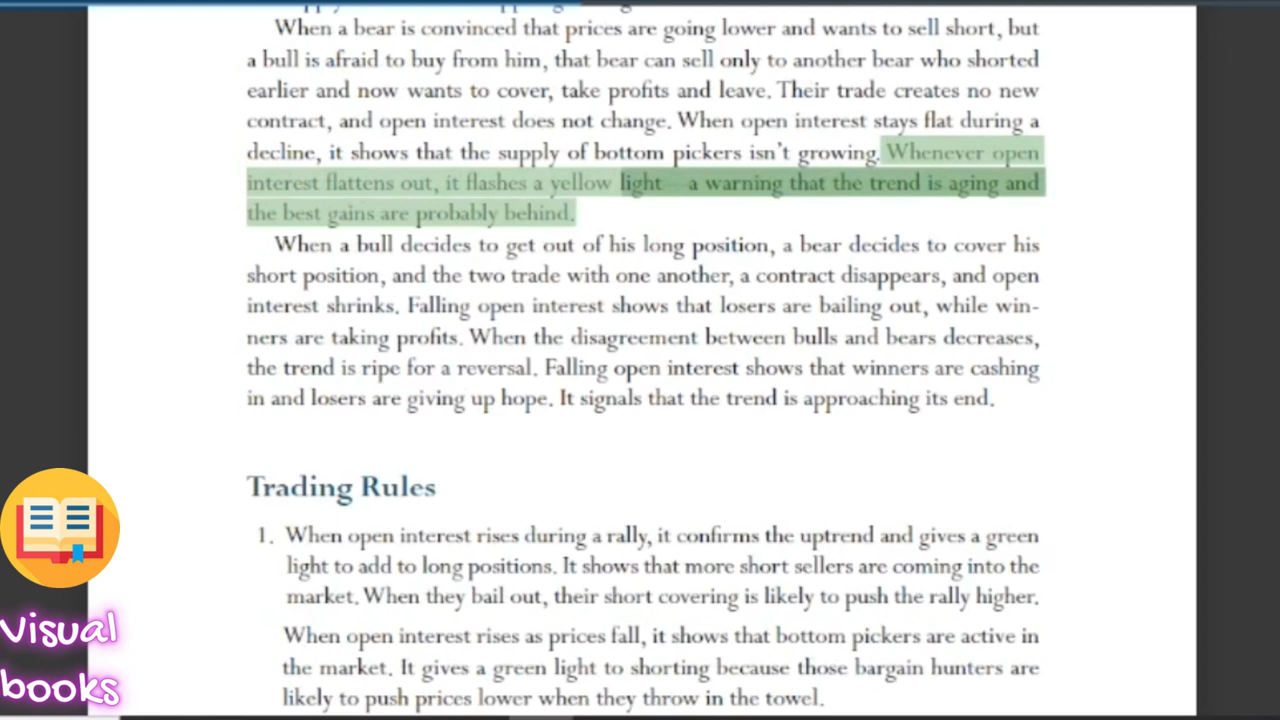 When a bear is convinced that prices are going lower and wants to sell short, but
a bull is afraid to buy from him, that bear can sell only to another bear who shorted
earlier and now wants to cover, take profits and leave. Their trade creates no new
contract, and open interest does not change. When open interest stays flat during a
decline, it shows that the supply of bottom pickers isn't growing. Whenever open
interest flattens out, it flashes a yellow light—a warning that the trend is aging and
the best gains are probably behind.
When a bull decides to get out of his long position, a bear decides to cover his
short position, and the two trade with one another, a contract disappears, and open
interest shrinks. Falling open interest shows that losers are bailing out, while win-
ners are taking profits. When the disagreement between bulls and bears decreases,
the trend is ripe for a reversal. Falling open interest shows that winners are cashing
in and losers are giving up hope. It signals that the trend is approaching its end.
Trading Rules
1. When open interest rises during a rally, it confirms the uptrend and gives a green
light to add to long positions. It shows that more short sellers are coming into the
market. When they bail out, their short covering is likely to push the rally higher.
When open interest rises as prices fall, it shows that bottom pickers are active in
the market. It gives a green light to shorting because those bargain hunters are
likely to push prices lower when they throw in the towel.
Visual
books